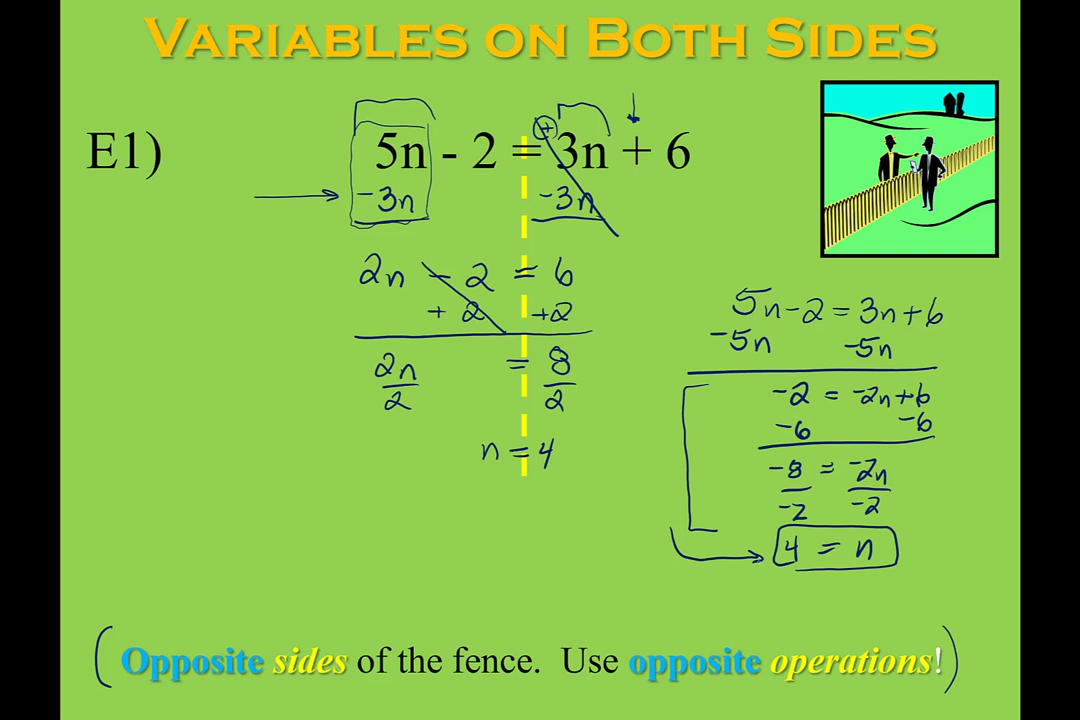 VARIABLES ON BOTH SIDES
+
E1) 5n - 2 = 3n + 6
-3n -3n
2n - 2 = 6
+ 2 +2
2n = 8
2 2
n = 4
5n - 2 = 3n + 6
-5n -5n
-2 = -2n + 6
-6 -6
-8 = -2n
-2 -2
4 = n
Opposite sides of the fence. Use opposite operations!